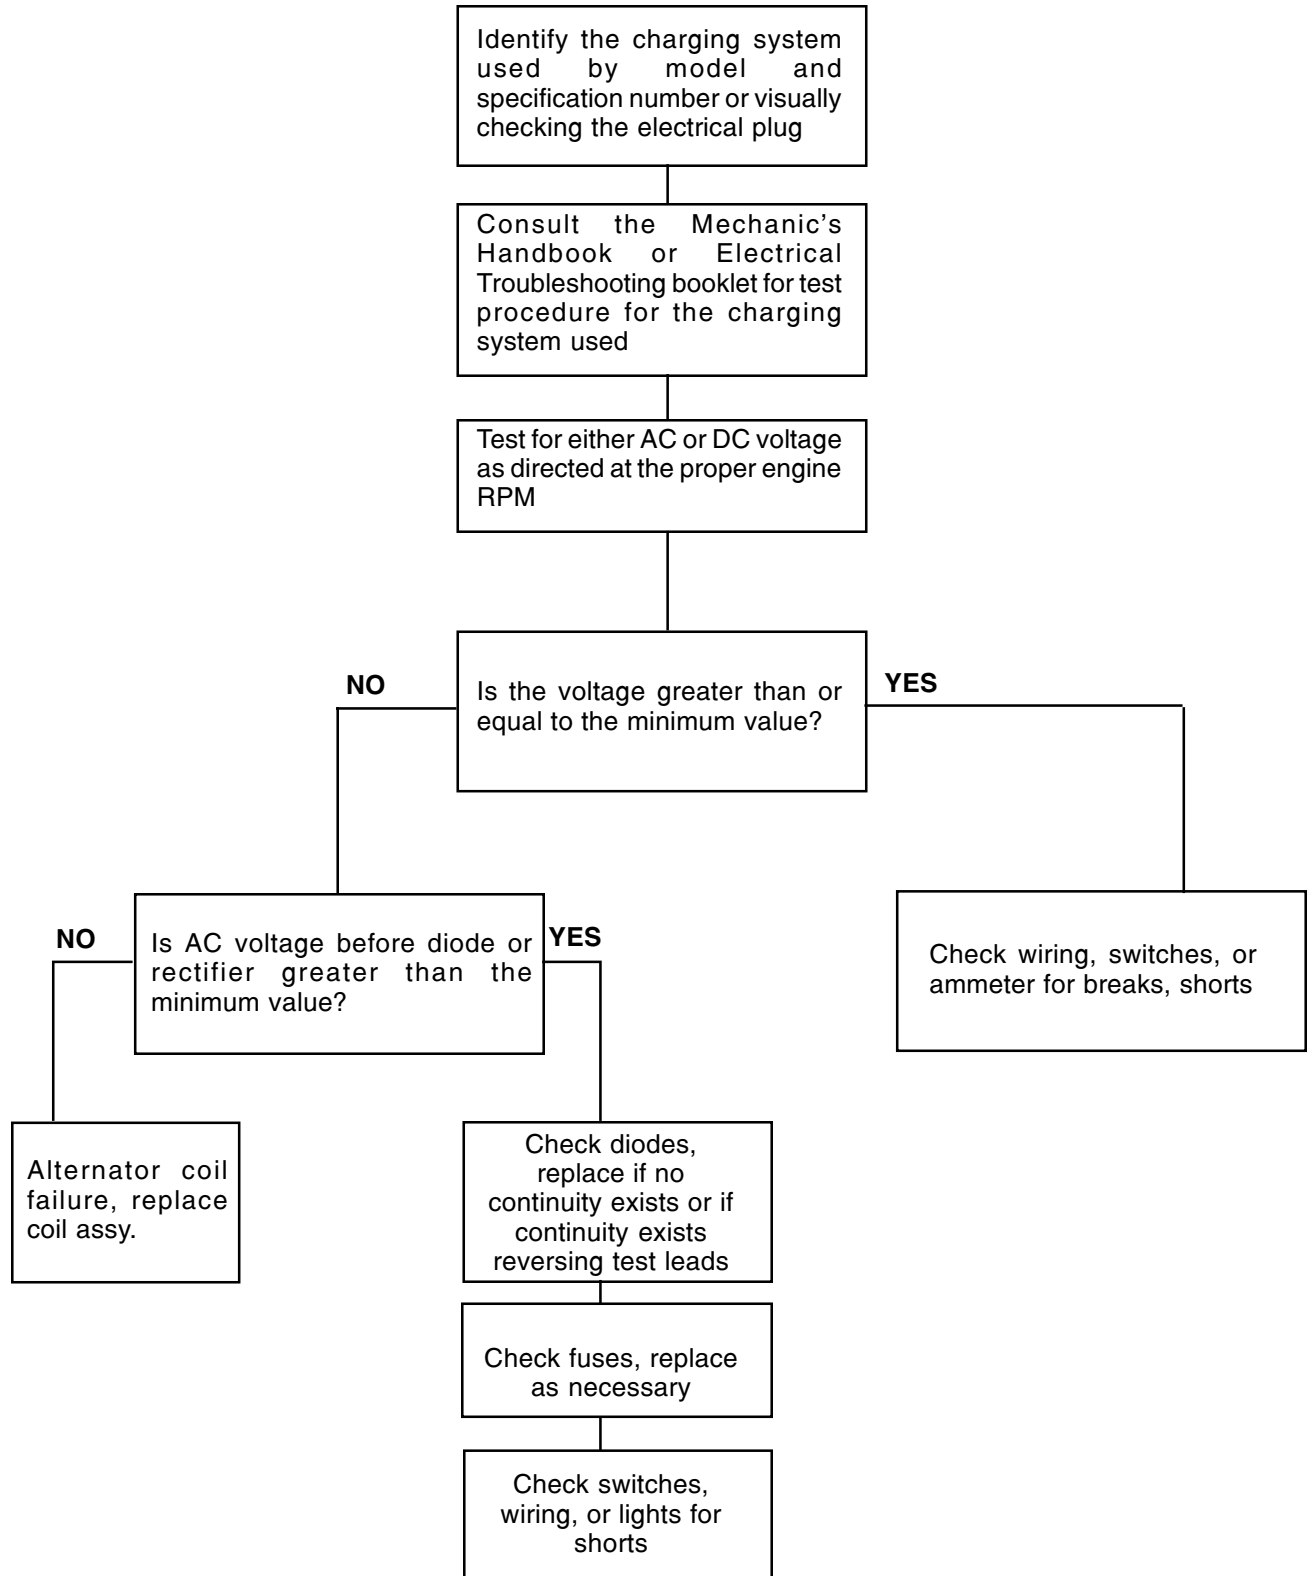 Identify the charging system
used by model and
specification number or visually
checking the electrical plug
Consult the Mechanic's
Handbook or Electrical
Troubleshooting booklet for test
procedure for the charging
system used
Test for either AC or DC voltage
as directed at the proper engine
RPM
NO
Is the voltage greater than or
equal to the minimum value?
YES
NO
Is AC voltage before diode or
rectifier greater than the
minimum value?
YES
Check wiring, switches, or
ammeter for breaks, shorts
Alternator coil
failure, replace
coil assy.
Check diodes,
replace if no
continuity exists or if
continuity exists
reversing test leads
Check fuses, replace
as necessary
Check switches,
wiring, or lights for
shorts